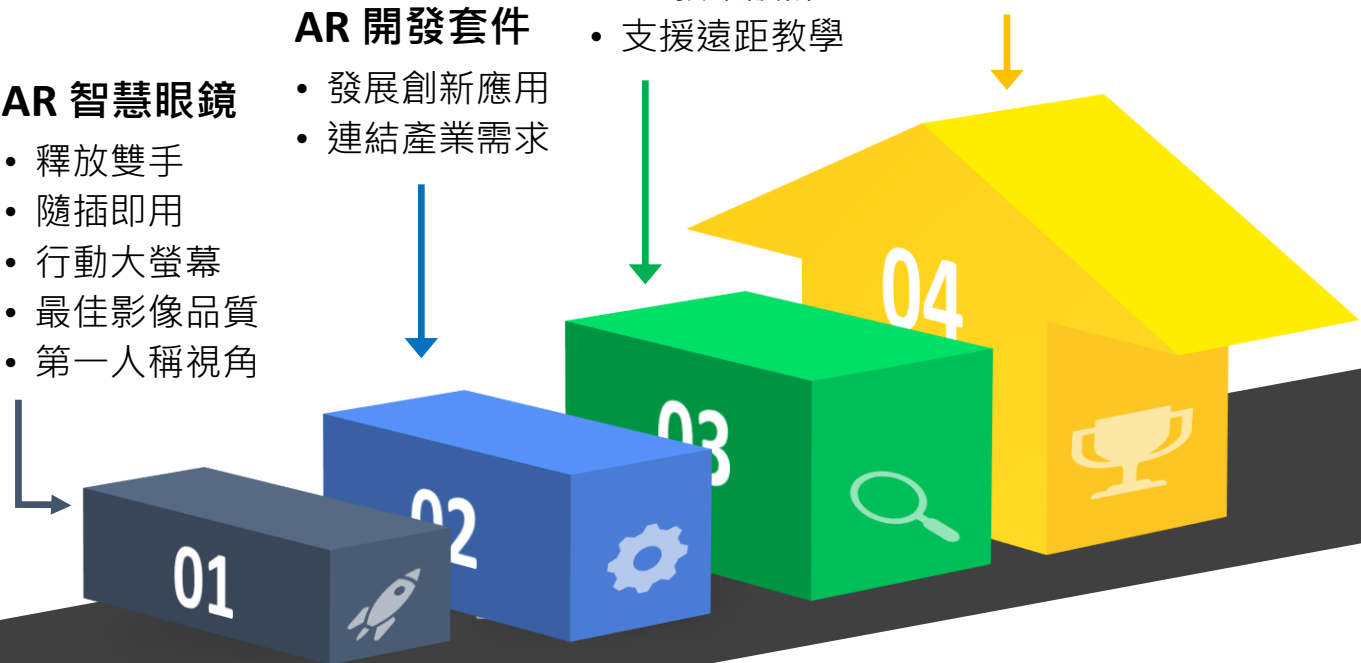 AR 智慧眼鏡
• 釋放雙手
• 隨插即用
• 行動大螢幕
• 最佳影像品質
• 第一人稱視角
AR 開發套件
• 發展創新應用
• 連結產業需求
• 支援遠距教學
01
02
03
04